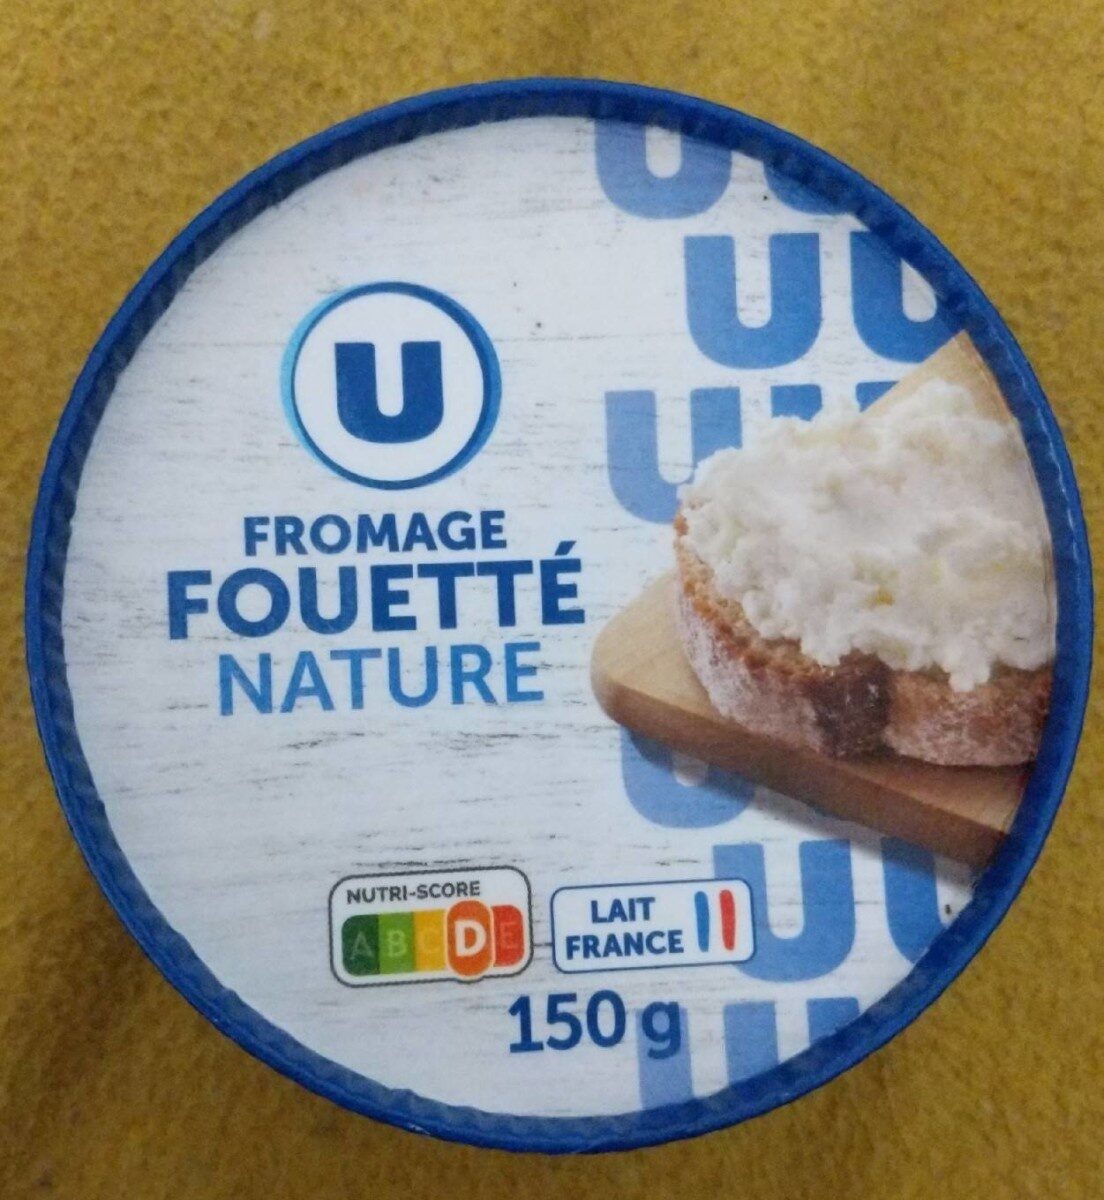 U
FROMAGE
FOUETTÉ
NATURE
NUTRI-SCORE
A B C D E
LAIT
FRANCE
150 g